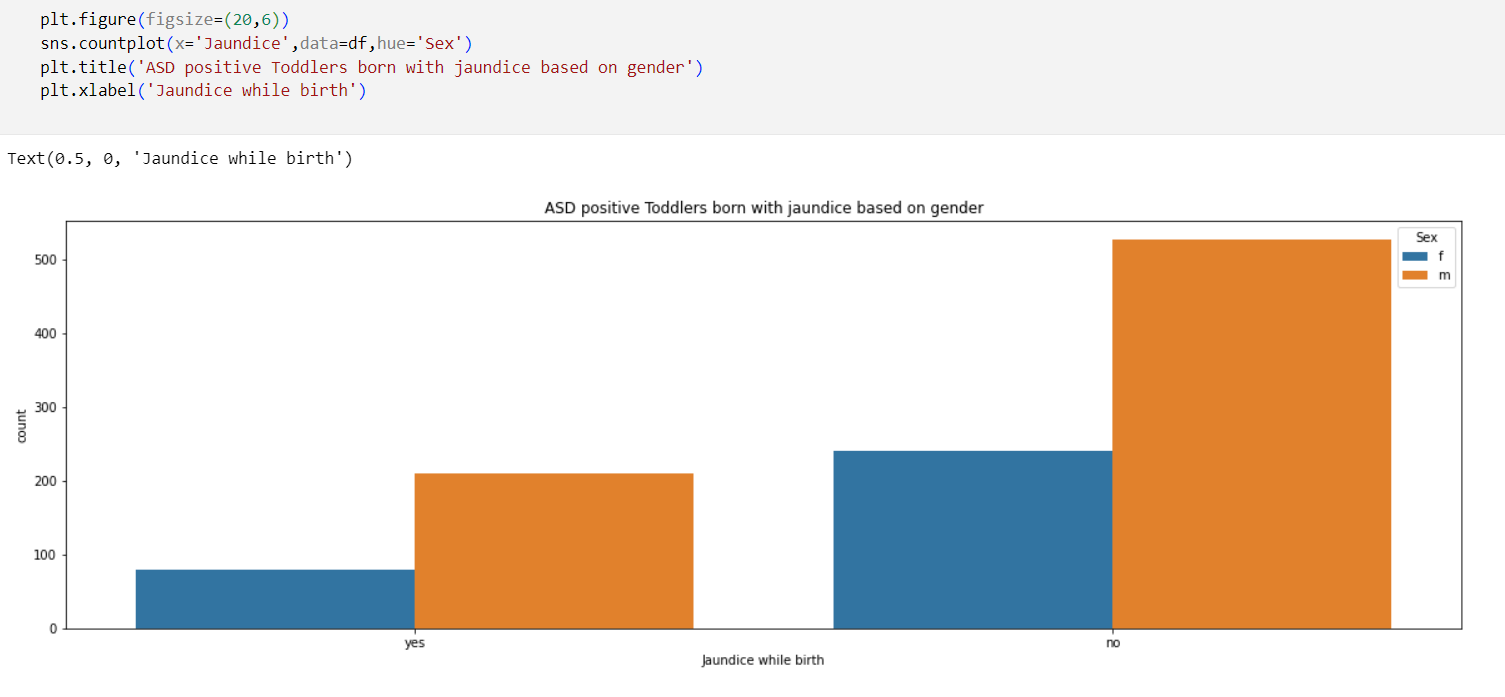 plt.figure(figsize=(20,6))
sns.countplot(x='Jaundice',data=df,hue='Sex')
plt.title('ASD positive Toddlers born with jaundice based on gender')
plt.xlabel('Jaundice while birth')
Text(0.5, 0, 'Jaundice while birth')
ASD positive Toddlers born with jaundice based on gender
Sex
f
m
500
400
300
200
100
0
count
yes
no
Jaundice while birth